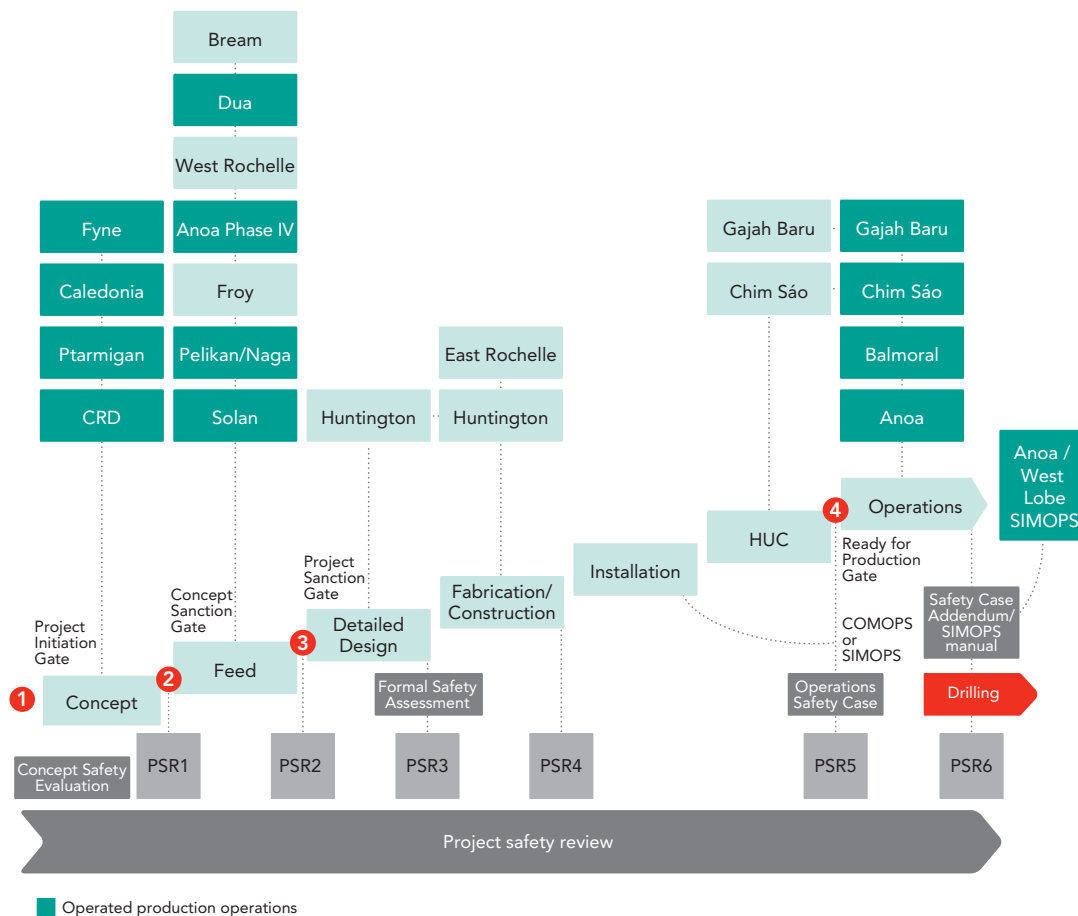 Bream
Dua
West Rochelle
Fyne
Anoa Phase IV
Gajah Baru
Gajah Baru
Caledonia
Froy
Chim Sáo
Chim Sáo
Ptarmigan
Pelikan/Naga
East Rochelle
Balmoral
CRD
Solan
Huntington
Huntington
Anoa
Anoa /
West
Lobe
SIMOPS
4
Operations
HUC
Ready for
Production
Gate
Installation
Project
Sanction
Gate
Fabrication/
Construction
Concept
Sanction
Gate
Safety Case
Addendum/
SIMOPS
manual
COMOPS
or
SIMOPS
3
Detailed
Design
Project
Initiation
Gate
2
Feed
1
Concept
Formal Safety
Assessment
Operations
Safety Case
Drilling
Concept Safety
Evaluation
PSR1
PSR2
PSR3
PSR4
PSR5
PSR6
Project safety review
Operated production operations